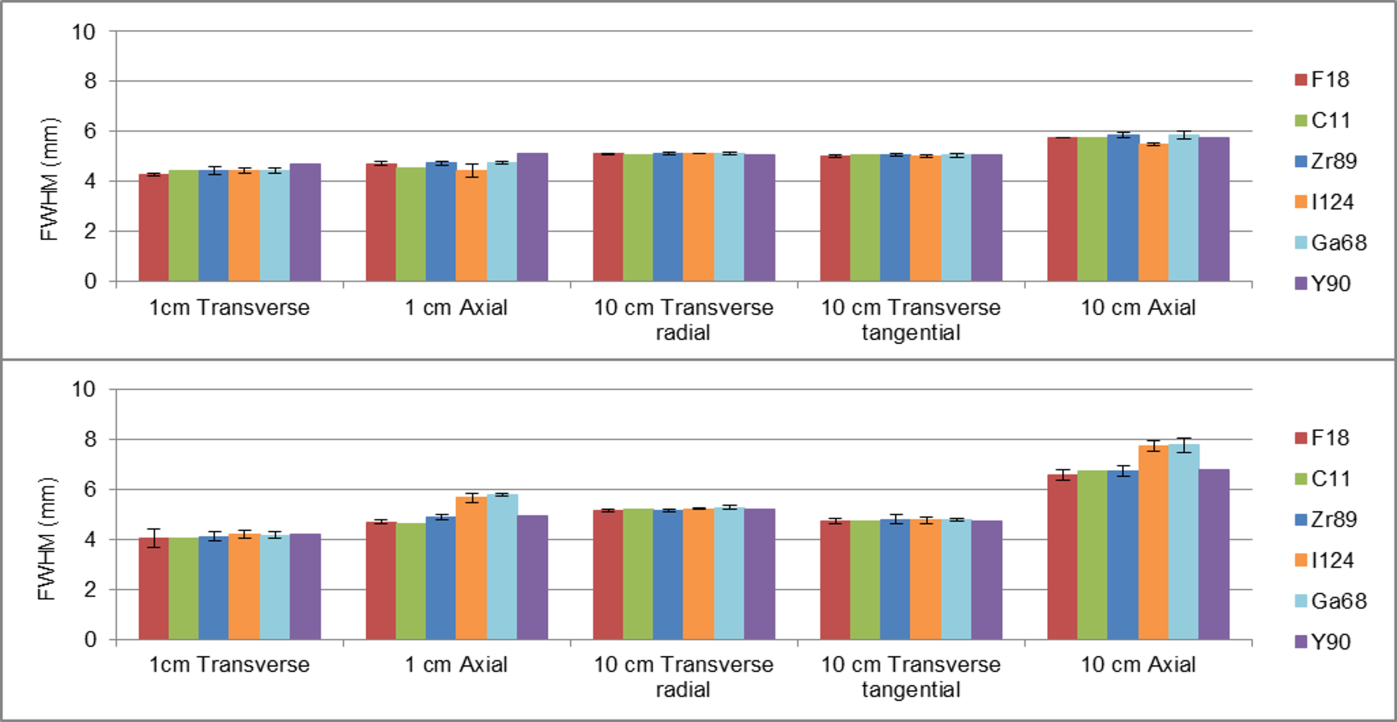 10
8
6
4
2
0
FWHM (mm)
1cm Transverse
1 cm Axial
10 cm Transverse
radial
10 cm Transverse
tangential
10 cm Axial
F18
C11
Zr89
I124
Ga68
Y90
10
8
6
4
2
0
FWHM (mm)
1cm Transverse
1 cm Axial
10 cm Transverse
radial
10 cm Transverse
tangential
10 cm Axial
F18
C11
Zr89
I124
Ga68
Y90